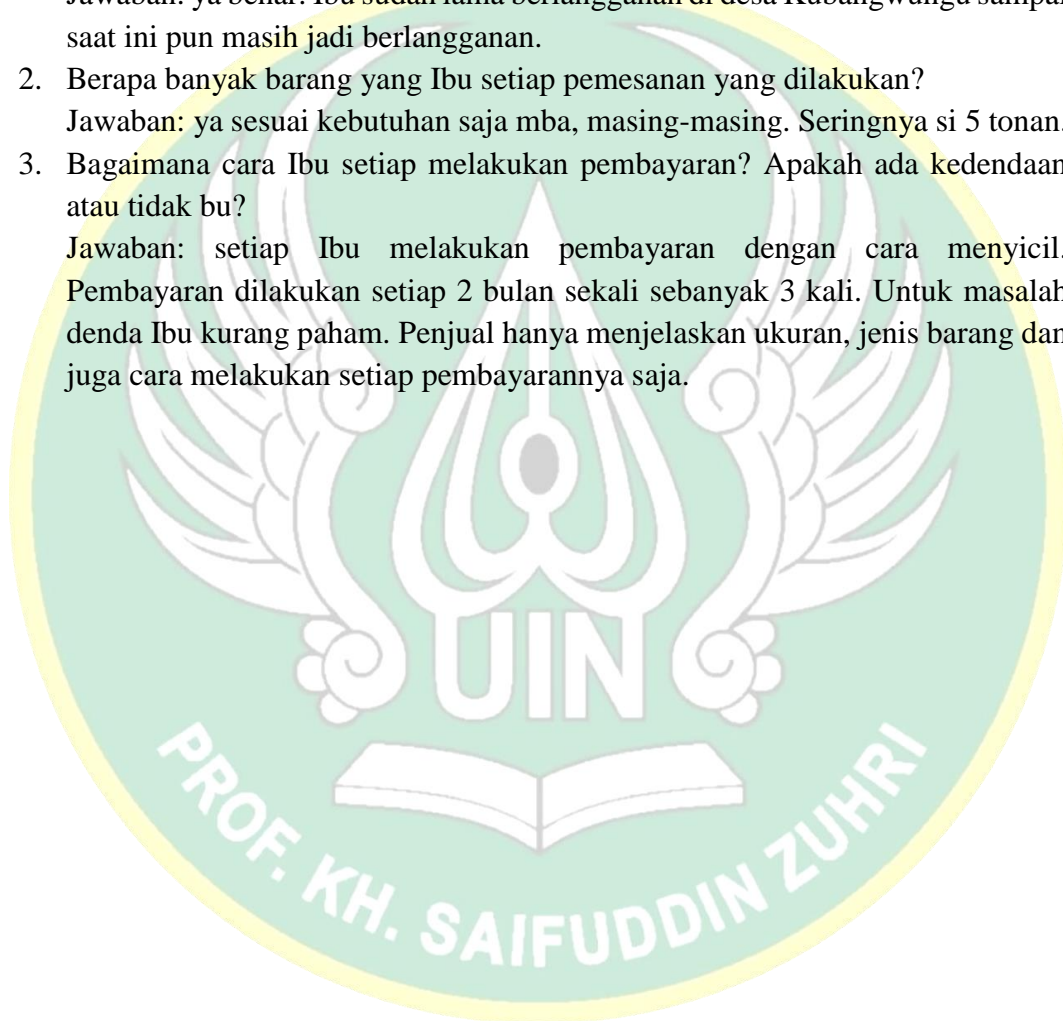 Jawaban: ya benar. Ibu sudah lama berlangganan di desa Kubangwungu sampai
saat ini pun masih jadi berlangganan.
2. Berapa banyak barang yang Ibu setiap pemesanan yang dilakukan?
Jawaban: ya sesuai kebutuhan saja mba, masing-masing. Seringnya si 5 tonan.
3. Bagaimana cara Ibu setiap melakukan pembayaran? Apakah ada kedendaan
atau tidak bu?
Jawaban: setiap Ibu melakukan pembayaran dengan cara menyicil.
Pembayaran dilakukan setiap 2 bulan sekali sebanyak 3 kali. Untuk masalah
denda Ibu kurang paham. Penjual hanya menjelaskan ukuran, jenis barang dan
juga cara melakukan setiap pembayarannya saja.
UIN
PROF. KH. SAIFUDDIN ZUHRI